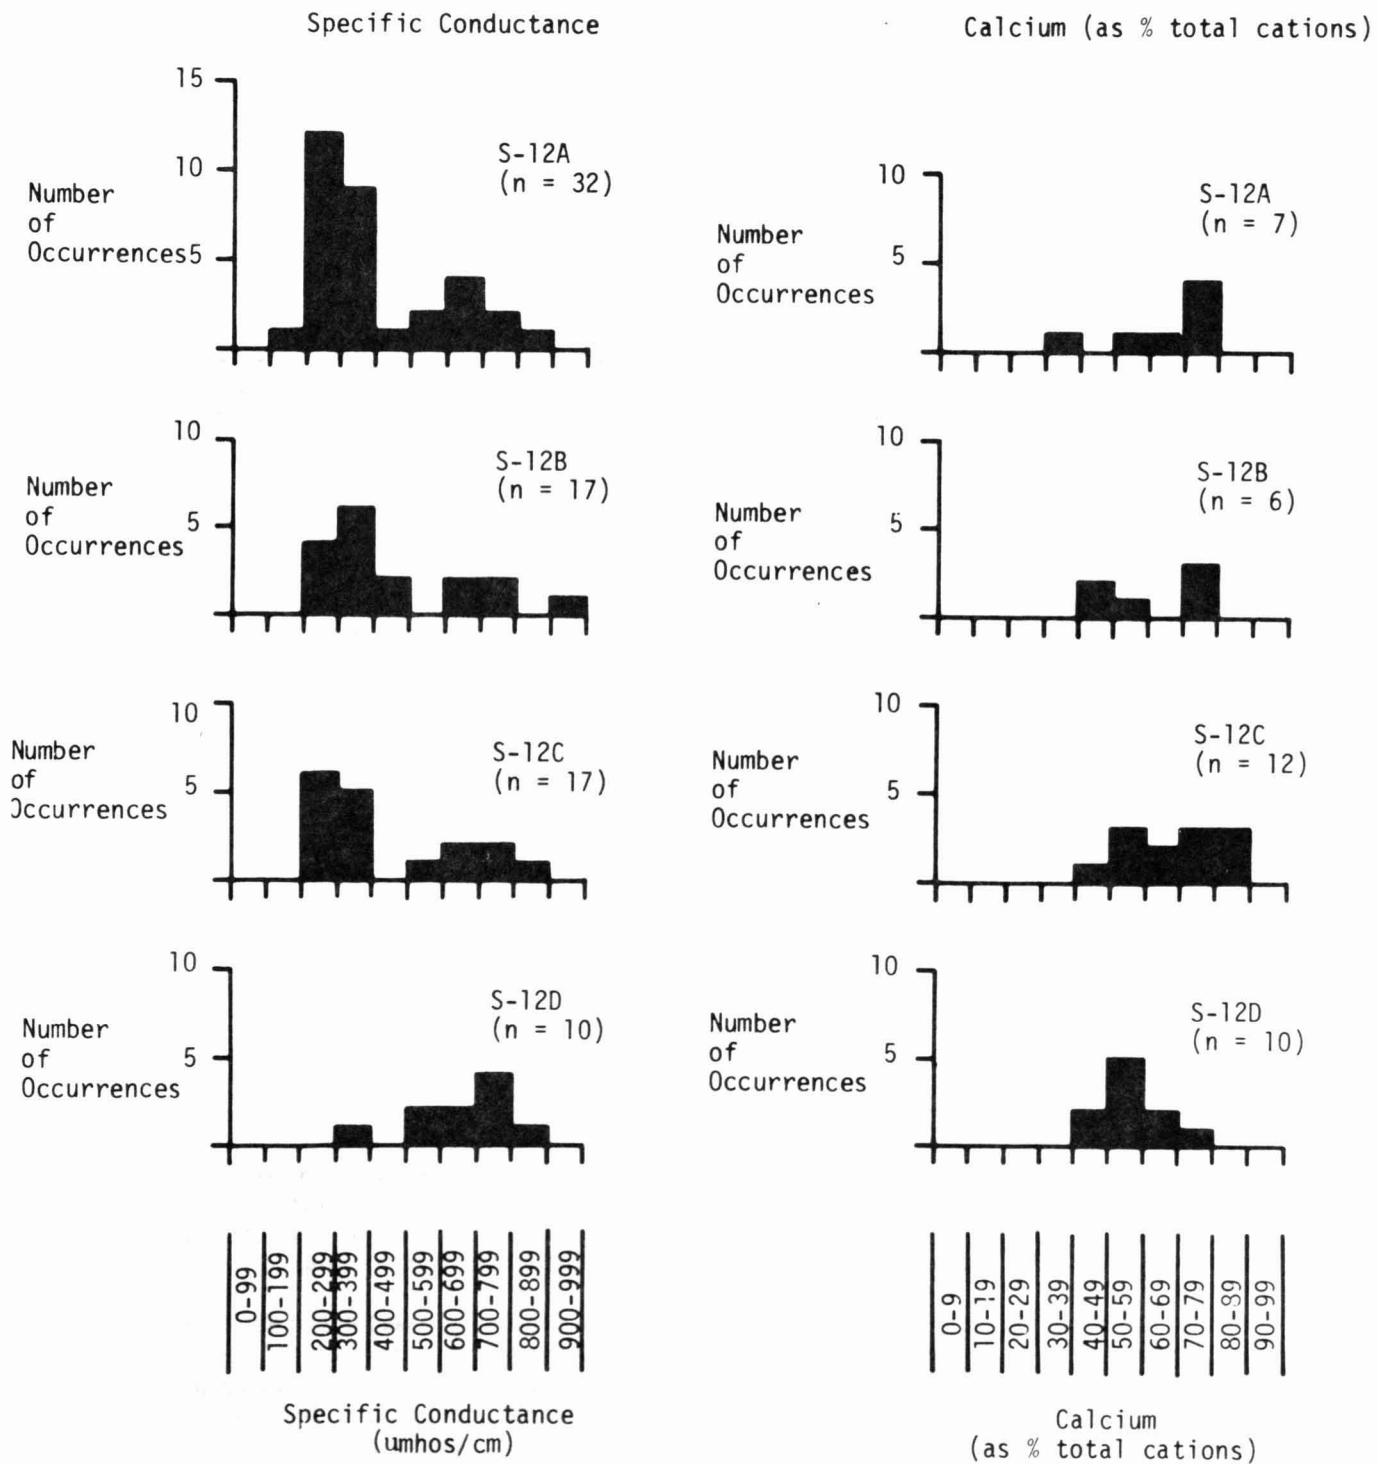 Specific Conductance
15
10
5
Number
of
Occurrences
S-12A
(n = 32)
10
5
Number
of
Occurrences
S-12B
(n = 17)
10
5
Number
of
Occurrences
S-12C
(n = 17)
10
5
Number
of
Occurrences
S-12D
(n = 10)
0-99
100-199
200-299
300-399
400-499
500-599
600-699
700-799
800-899
900-999
Specific Conductance
(umhos/cm)
Calcium (as % total cations)
10
5
Number
of
Occurrences
S-12A
(n = 7)
10
5
Number
of
Occurrences
S-12B
(n = 6)
10
5
Number
of
Occurrences
S-12C
(n = 12)
10
5
Number
of
Occurrences
S-12D
(n = 10)
0-9
10-19
20-29
30-39
40-49
50-59
60-69
70-79
80-89
90-99
Calcium
(as % total cations)